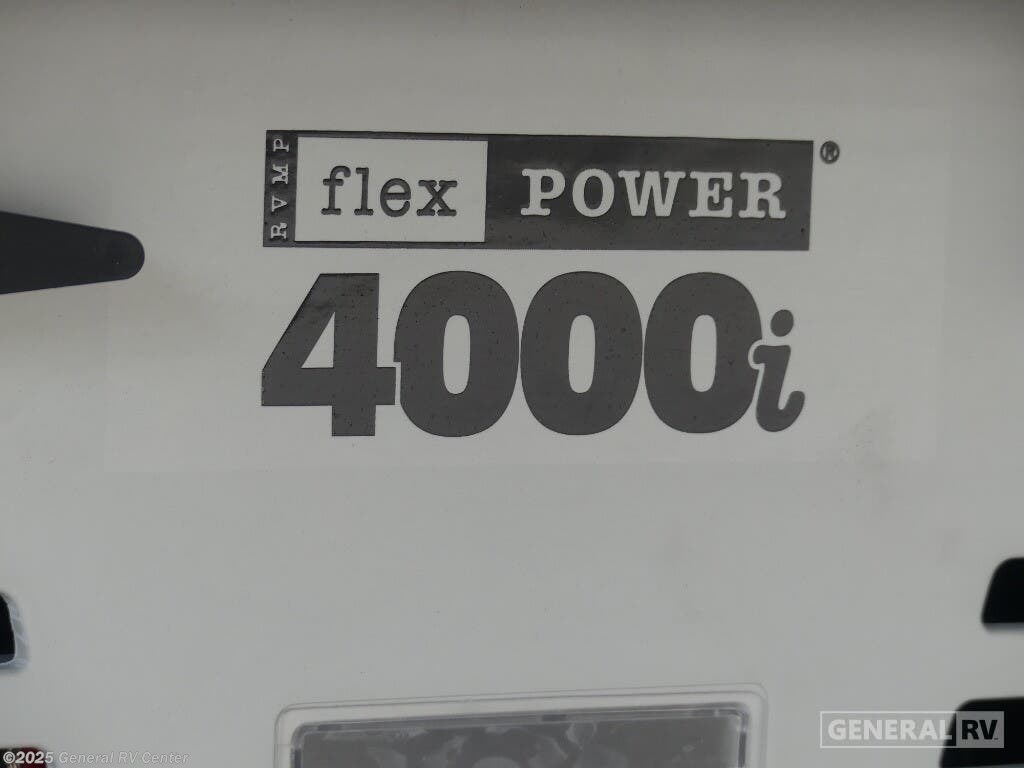 RVMP flex POWER®
4000i
GENERAL RV
©2025 General RV Center